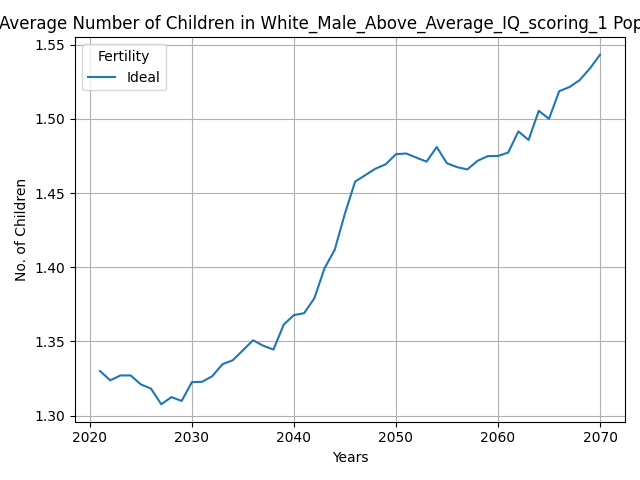 Average Number of Children in White_Male_Above_Average_IQ_scoring_1 Pop
Fertility
Ideal
No. of Children
1.55
1.50
1.45
1.40
1.35
1.30
2020 2030 2040 2050 2060 2070
Years